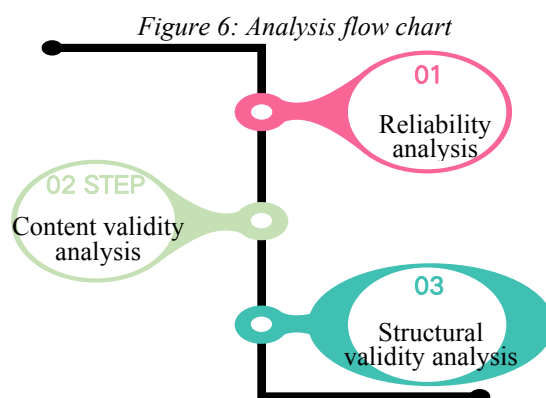 Figure 6: Analysis flow chart
01
Reliability
analysis
02 STEP
Content validity
analysis
03
Structural
validity analysis